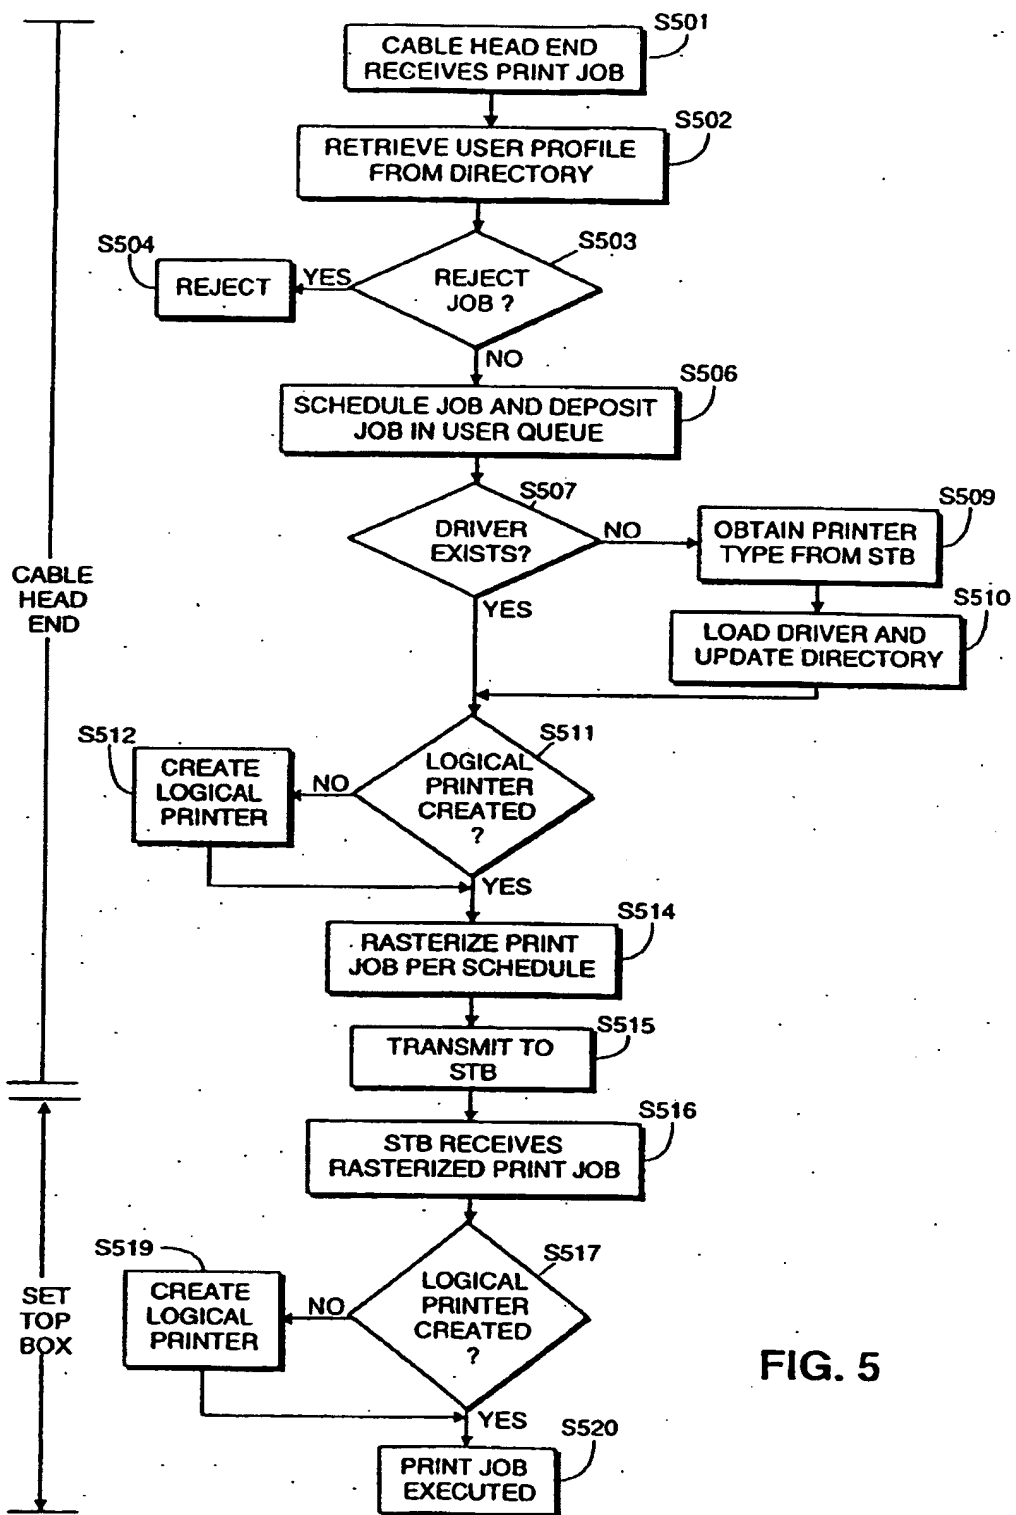 S501
CABLE HEAD END
RECEIVES PRINT JOB
S502
RETRIEVE USER PROFILE
FROM DIRECTORY
S504
REJECT
YES
S503
REJECT
JOB ?
NO
S506
SCHEDULE JOB AND DEPOSIT
JOB IN USER QUEUE
S507
DRIVER
EXISTS?
NO
S509
OBTAIN PRINTER
TYPE FROM STB
YES
S510
LOAD DRIVER AND
UPDATE DIRECTORY
CABLE
HEAD
END
S512
CREATE
LOGICAL
PRINTER
NO
S511
LOGICAL
PRINTER
CREATED
?
YES
S514
RASTERIZE PRINT
JOB PER SCHEDULE
S515
TRANSMIT TO
STB
S516
STB RECEIVES
RASTERIZED PRINT JOB
S519
CREATE
LOGICAL
PRINTER
NO
S517
LOGICAL
PRINTER
CREATED
?
SET
TOP
BOX
YES
S520
PRINT JOB
EXECUTED
FIG. 5